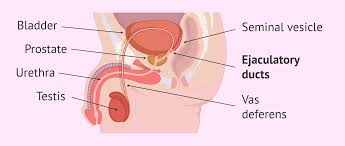 Bladder
Prostate
Urethra
Testis
Seminal vesicle
Ejaculatory
ducts
Vas
deferens